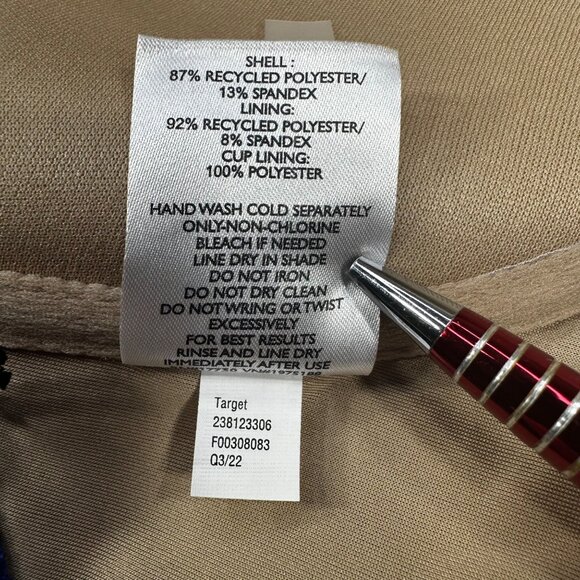 SHELL :
87% RECYCLED POLYESTER/
13% SPANDEX
LINING:
92% RECYCLED POLYESTER/
8% SPANDEX
CUP LINING:
100% POLYESTER
HAND WASH COLD SEPARATELY
ONLY-NON-CHLORINE
BLEACH IF NEEDED
LINE DRY IN SHADE
DO NOT IRON
DO NOT DRY CLEAN
DO NOT WRING OR TWIST
EXCESSIVELY
FOR BEST RESULTS
RINSE AND LINE DRY
IMMEDIATELY AFTER USE
Target
238123306
F00308083
Q3/22